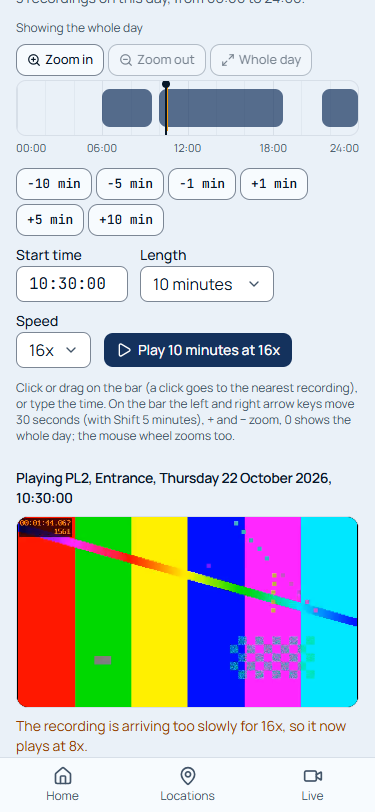 Showing the whole day
Zoom in Zoom out Whole day
00:00 06:00 12:00 18:00 24:00
-10 min -5 min -1 min +1 min
+5 min +10 min
Start time Length
10:30:00 10 minutes
Speed
16x Play 10 minutes at 16x
Click or drag on the bar (a click goes to the nearest recording),
or type the time. On the bar the left and right arrow keys move
30 seconds (with Shift 5 minutes), + and − zoom, 0 shows the
whole day; the mouse wheel zooms too.
Playing PL2, Entrance, Thursday 22 October 2026,
10:30:00
00:01:44.067
1561
The recording is arriving too slowly for 16x, so it now
plays at 8x.
Home Locations Live